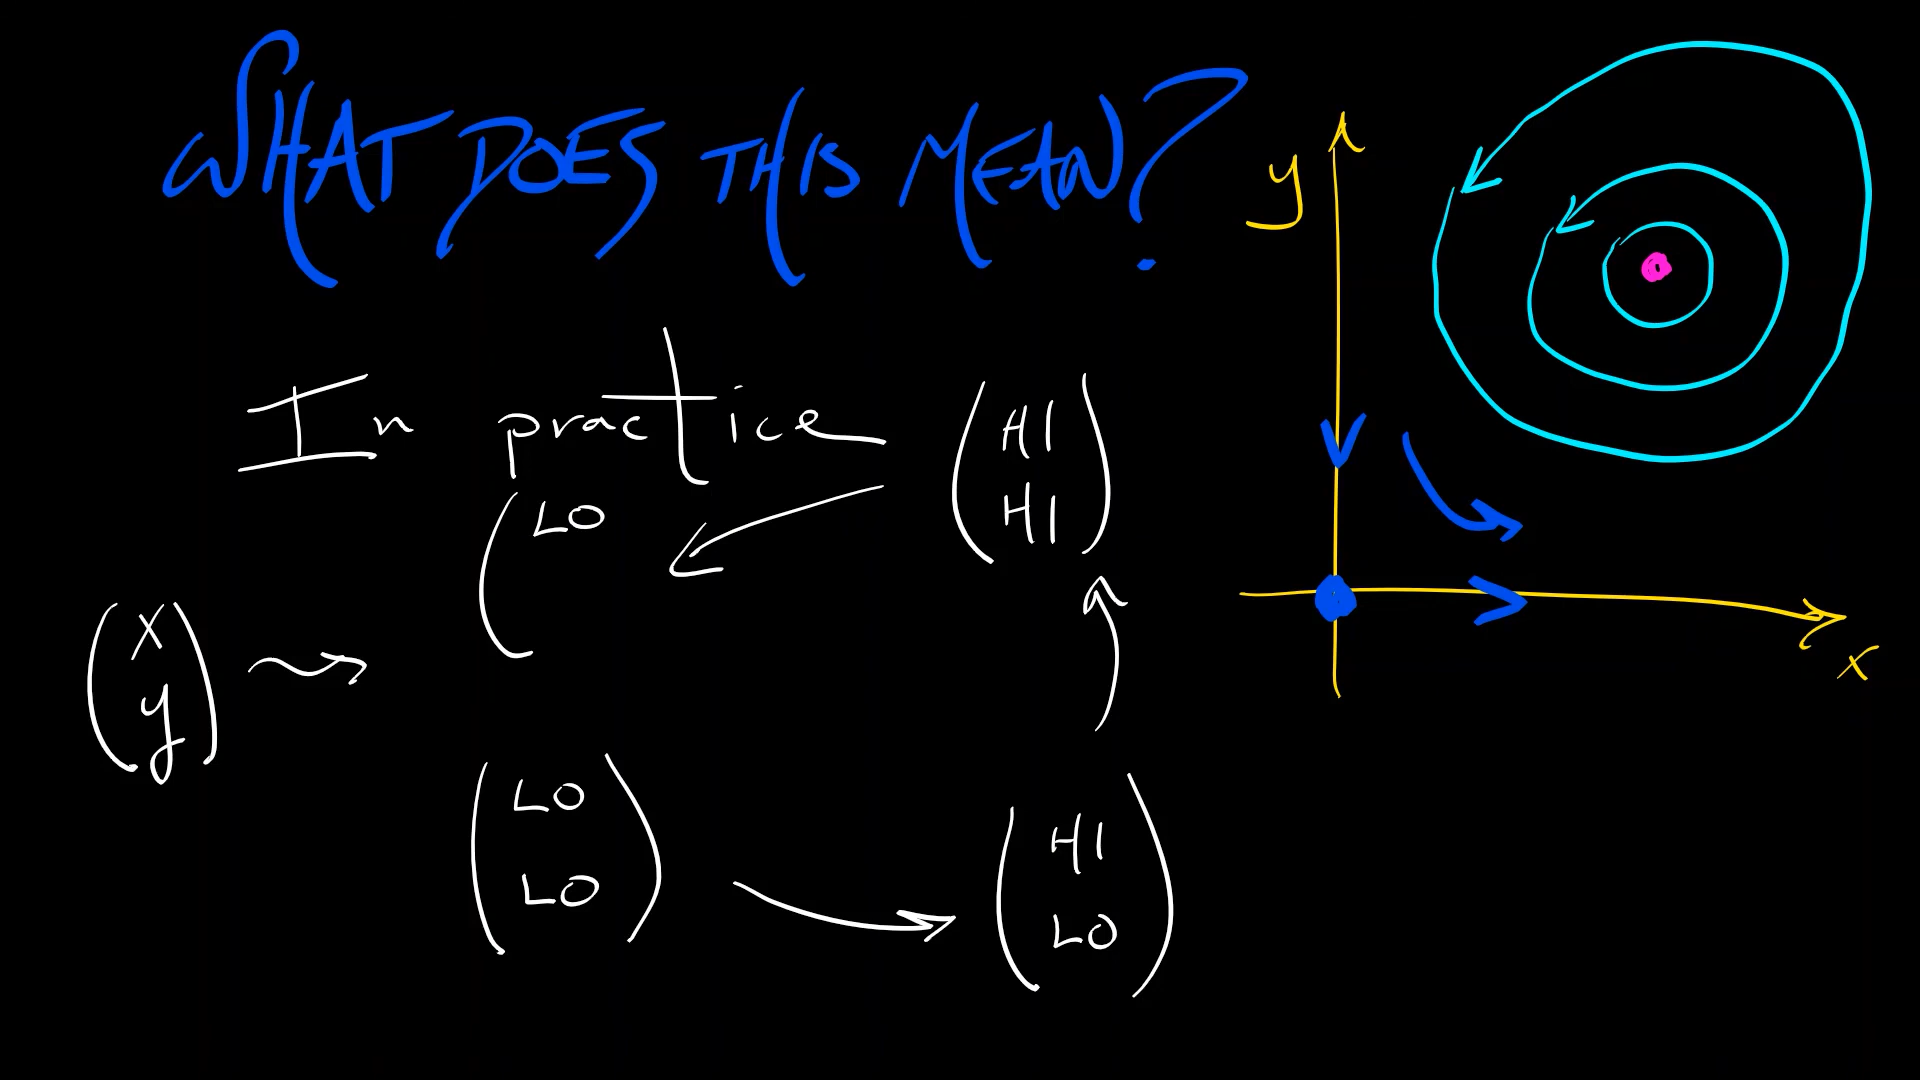 WHAT DOES THIS MEAN?
In practice
(HI
HI)
(LO
(x
y)
(LO
LO)
(HI
LO)
y
x